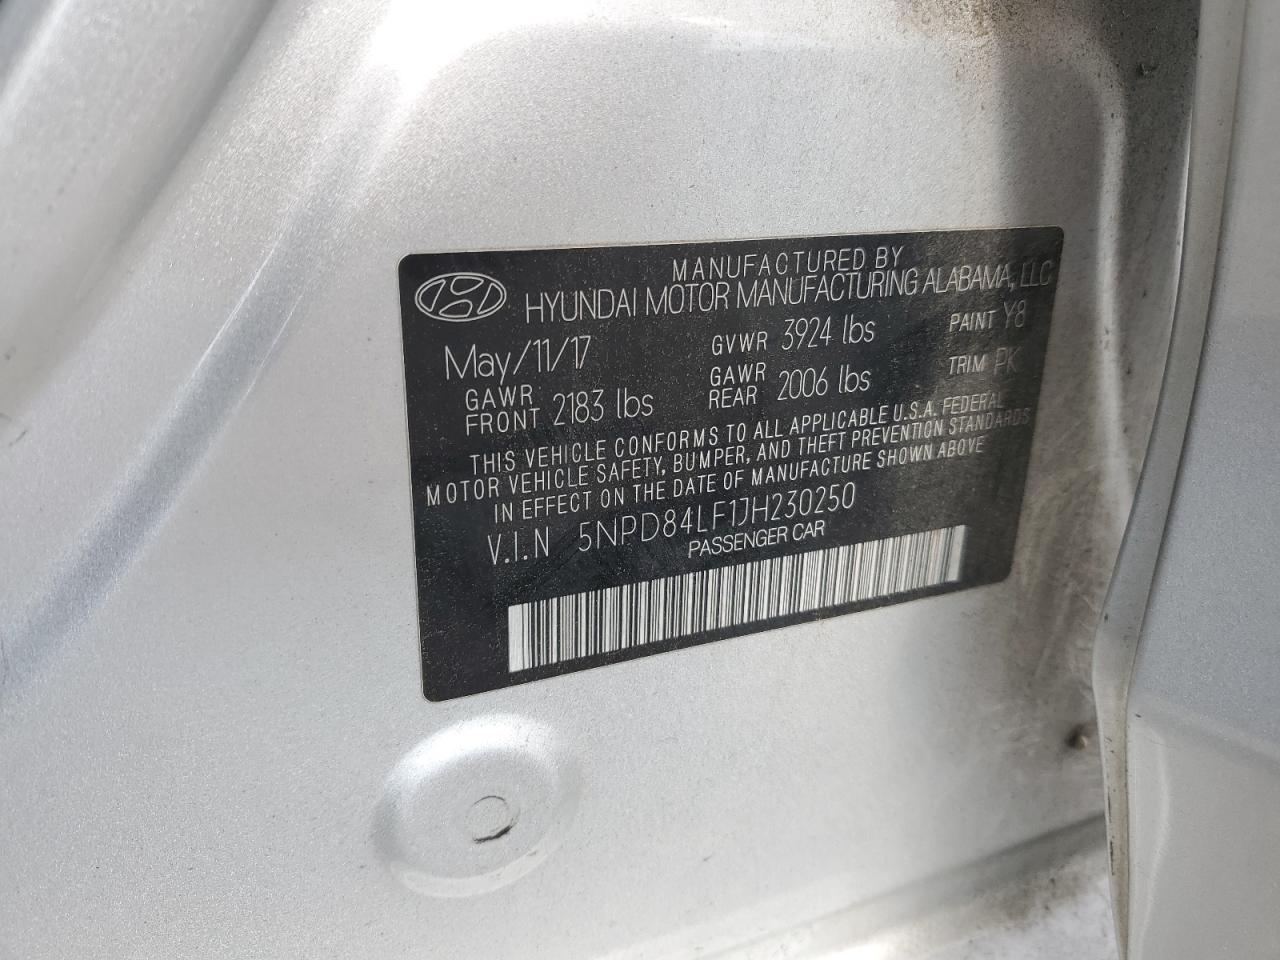 MANUFACTURED BY
HYUNDAI MOTOR MANUFACTURING ALABAMA, LLC
May/11/17 GVWR 3924 lbs PAINT Y8
GAWR FRONT 2183 lbs GAWR REAR 2006 lbs TRIM PK
THIS VEHICLE CONFORMS TO ALL APPLICABLE U.S.A. FEDERAL
MOTOR VEHICLE SAFETY, BUMPER, AND THEFT PREVENTION STANDARDS
IN EFFECT ON THE DATE OF MANUFACTURE SHOWN ABOVE
V.I.N 5NPD84LF1JH230250
PASSENGER CAR